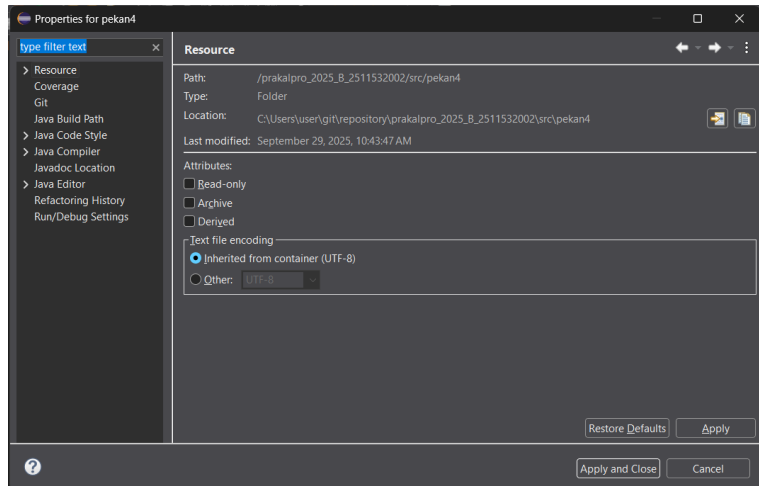 Properties for pekan4
type filter text
Resource
Resource
Coverage
Git
Java Build Path
Java Code Style
Java Compiler
Javadoc Location
Java Editor
Refactoring History
Run/Debug Settings
Path: /prakalpro_2025_B_2511532002/src/pekan4
Type: Folder
Location: C:\Users\user\git\repository\prakalpro_2025_B_2511532002\src\pekan4
Last modified: September 29, 2025, 10:43:47 AM
Attributes:
Read-only
Archive
Derived
Text file encoding
Inherited from container (UTF-8)
Other: UTF-8
Restore Defaults Apply
Apply and Close Cancel